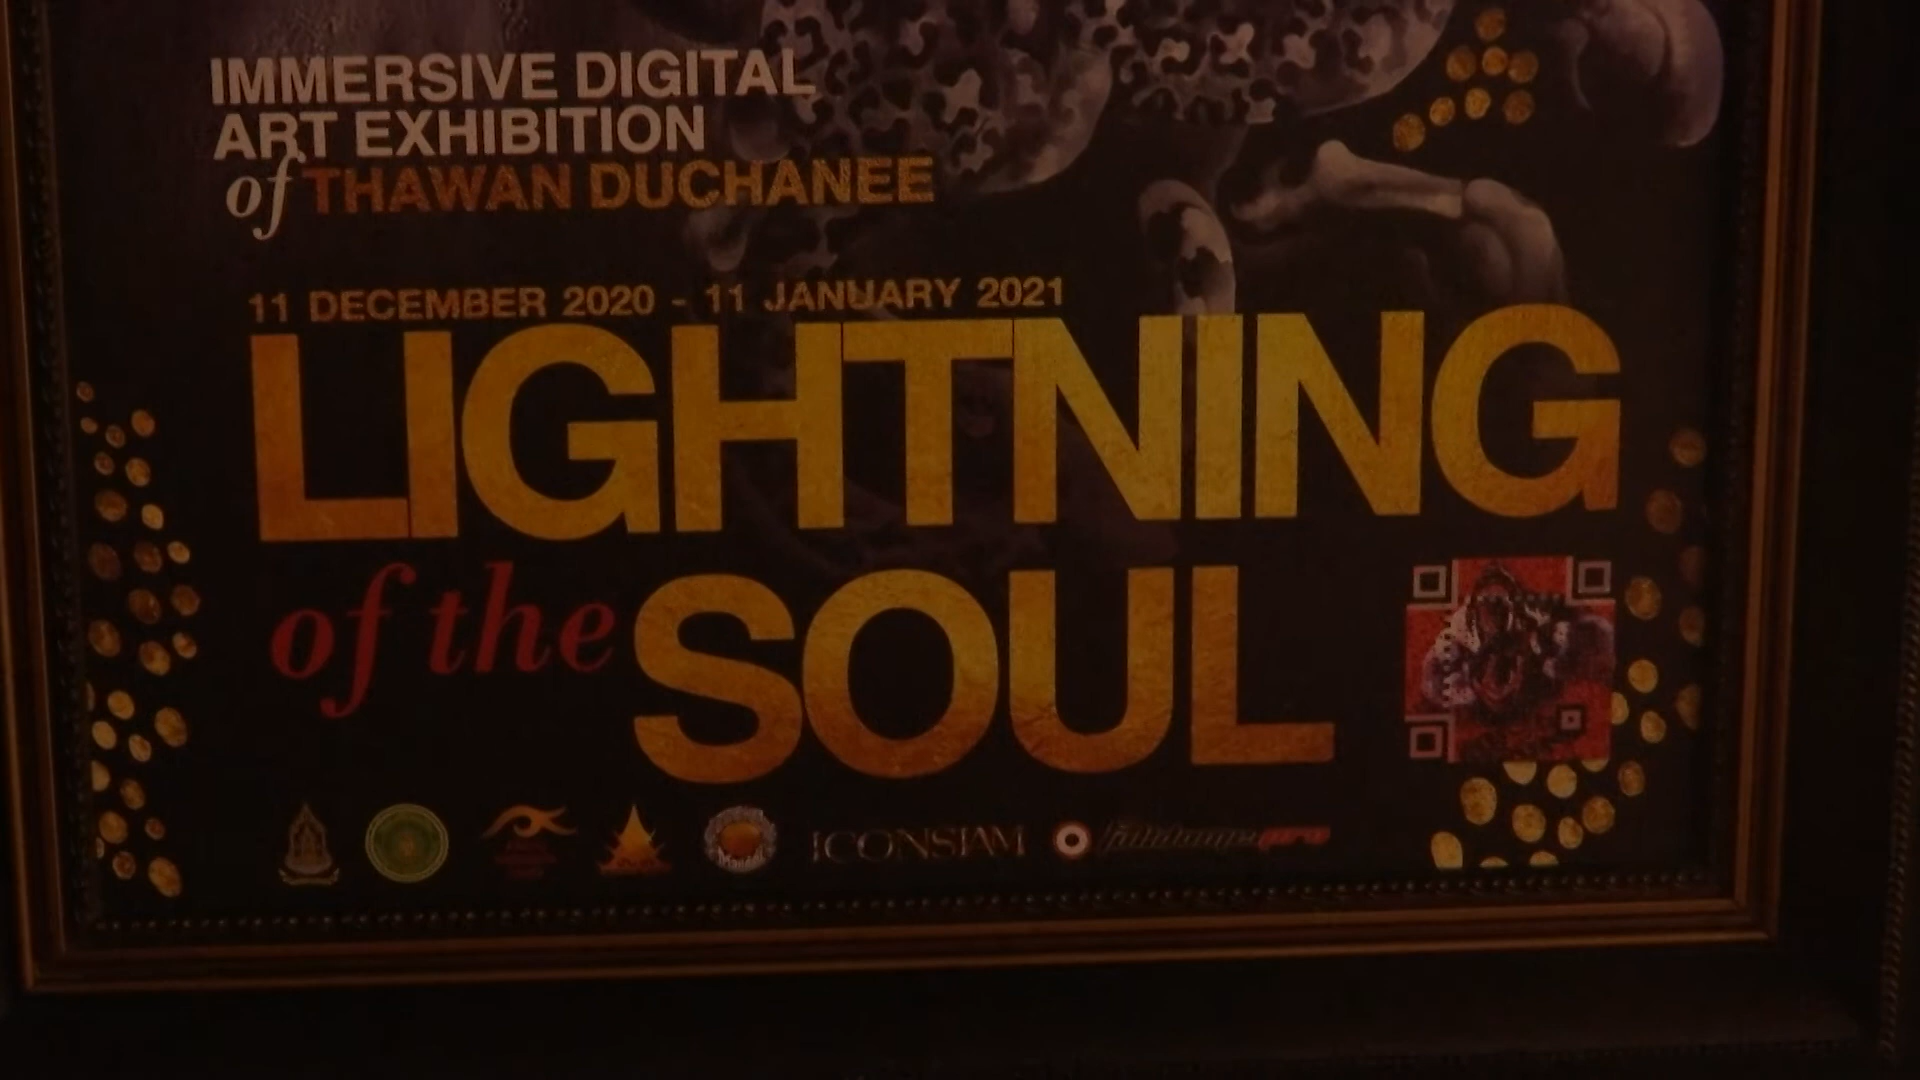 IMMERSIVE DIGITAL
ART EXHIBITION
of THAWAN DUCHANEE
11 DECEMBER 2020 - 11 JANUARY 2021
LIGHTNING
of the SOUL
ICONSIAM